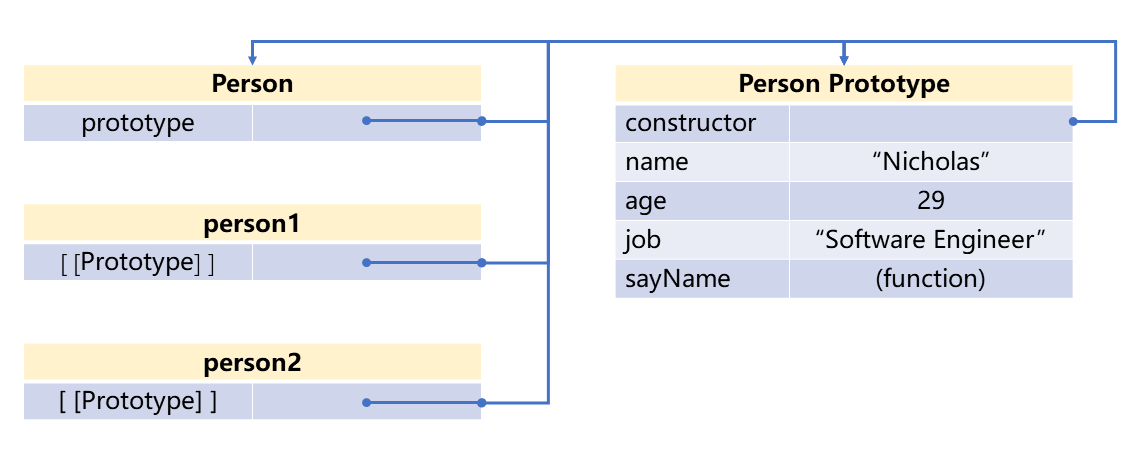 Person
prototype
person1
[ [Prototype] ]
person2
[ [Prototype] ]
Person Prototype
constructor
name “Nicholas”
age 29
job “Software Engineer”
sayName (function)